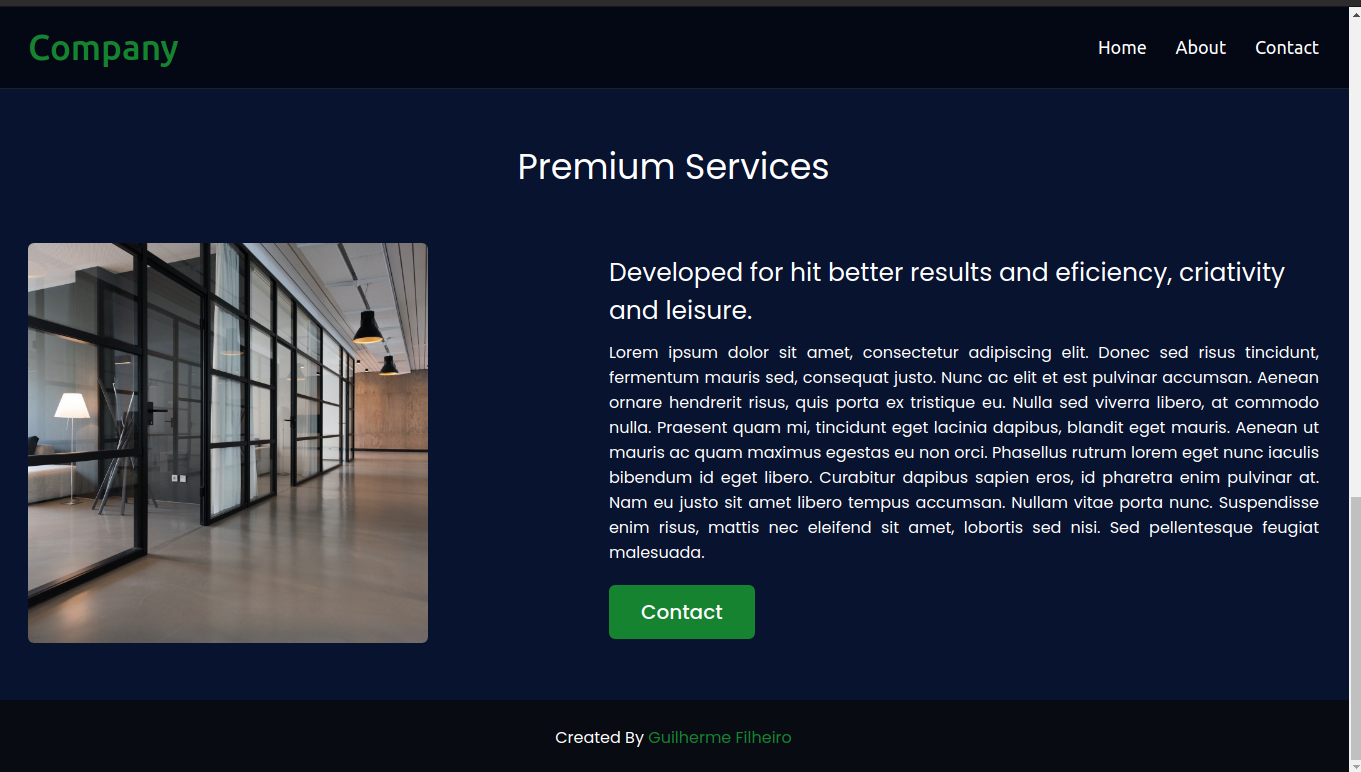 Company
Home About Contact
Premium Services
Developed for hit better results and eficiency, criativity
and leisure.
Lorem ipsum dolor sit amet, consectetur adipiscing elit. Donec sed risus tincidunt,
fermentum mauris sed, consequat justo. Nunc ac elit et est pulvinar accumsan. Aenean
ornare hendrerit risus, quis porta ex tristique eu. Nulla sed viverra libero, at commodo
nulla. Praesent quam mi, tincidunt eget lacinia dapibus, blandit eget mauris. Aenean ut
mauris ac quam maximus egestas eu non orci. Phasellus rutrum lorem eget nunc iaculis
bibendum id eget libero. Curabitur dapibus sapien eros, id pharetra enim pulvinar at.
Nam eu justo sit amet libero tempus accumsan. Nullam vitae porta nunc. Suspendisse
enim risus, mattis nec eleifend sit amet, lobortis sed nisi. Sed pellentesque feugiat
malesuada.
Contact
Created By Guilherme Filheiro